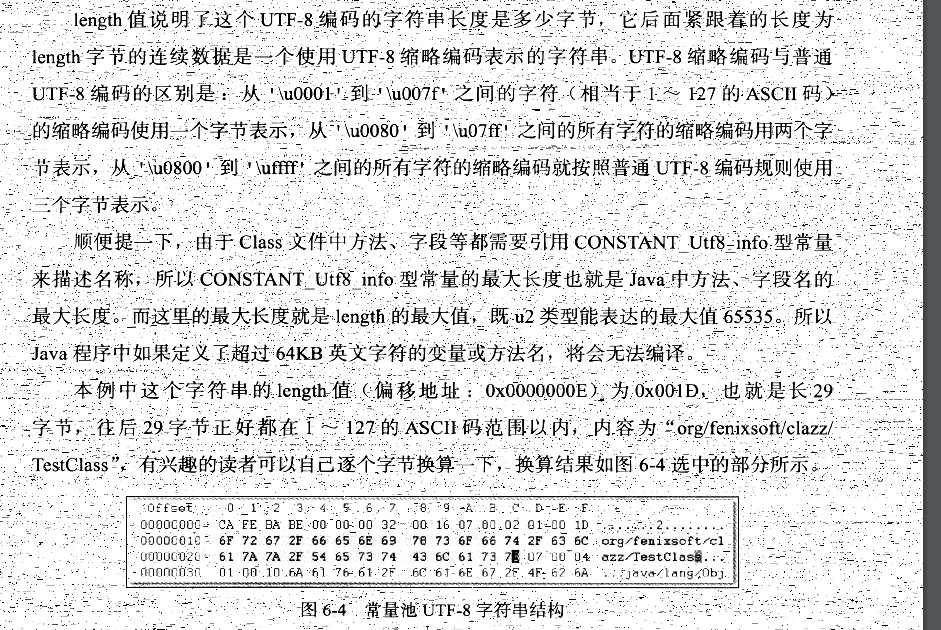 length 值说明了这个 UTF-8 编码的字符串长度是多少字节，它后面紧跟着的长度为
length 字节的连续数据是一个使用 UTF-8 缩略编码表示的字符串。UTF-8 缩略编码与普通
UTF-8 编码的区别是：从 '\u0001' 到 '\u007f' 之间的字符（相当于 1 ～ 127 的 ASCII 码）
的缩略编码使用一个字节表示，从 '\u0080' 到 '\u07ff' 之间的所有字符的缩略编码用两个字
节表示，从 '\u0800' 到 '\uffff' 之间的所有字符的缩略编码就按照普通 UTF-8 编码规则使用
三个字节表示。
顺便提一下，由于 Class 文件中方法、字段等都需要引用 CONSTANT_Utf8_info 型常量
来描述名称，所以 CONSTANT_Utf8_info 型常量的最大长度也就是 Java 中方法、字段名的
最大长度。而这里的最大长度就是 length 的最大值，既 u2 类型能表达的最大值 65535。所以
Java 程序中如果定义了超过 64KB 英文字符的变量或方法名，将会无法编译。
本例中这个字符串的 length 值（偏移地址：0x0000000E）为 0x001D，也就是长 29
字节，往后 29 字节正好都在 1 ～ 127 的 ASCII 码范围以内，内容为 “org/fenixsoft/clazz/
TestClass”，有兴趣的读者可以自己逐个字节换算一下，换算结果如图 6-4 选中的部分所示。
Offset 0 1 2 3 4 5 6 7 8 9 A B C D E F
00000000 CA FE BA BE 00 00 00 32 00 16 07 00 02 01 00 1D .......2........
00000010 6F 72 67 2F 66 65 6E 69 78 73 6F 66 74 2F 63 6C org/fenixsoft/cl
00000020 61 7A 7A 2F 54 65 73 74 43 6C 61 73 73 07 00 04 azz/TestClass...
00000030 01 00 10 6A 61 76 61 2F 6C 61 6E 67 2F 4F 62 6A ...java/lang/Obj
图 6-4 常量池 UTF-8 字符串结构